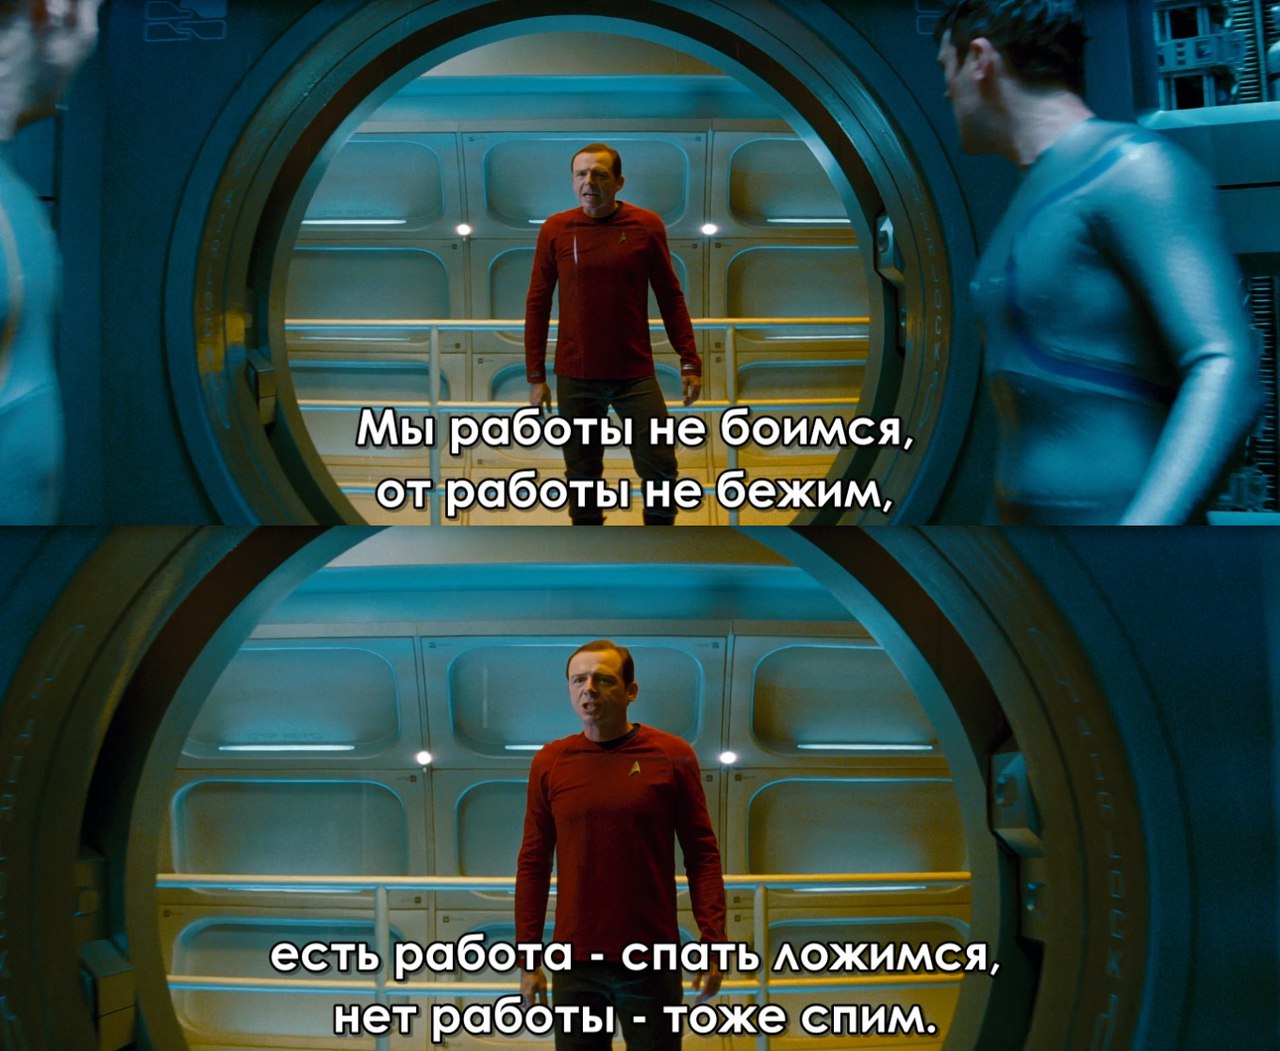 Мы работы не боимся,
от работы не бежим,
есть работа - спать ложимся,
нет работы - тоже спим.